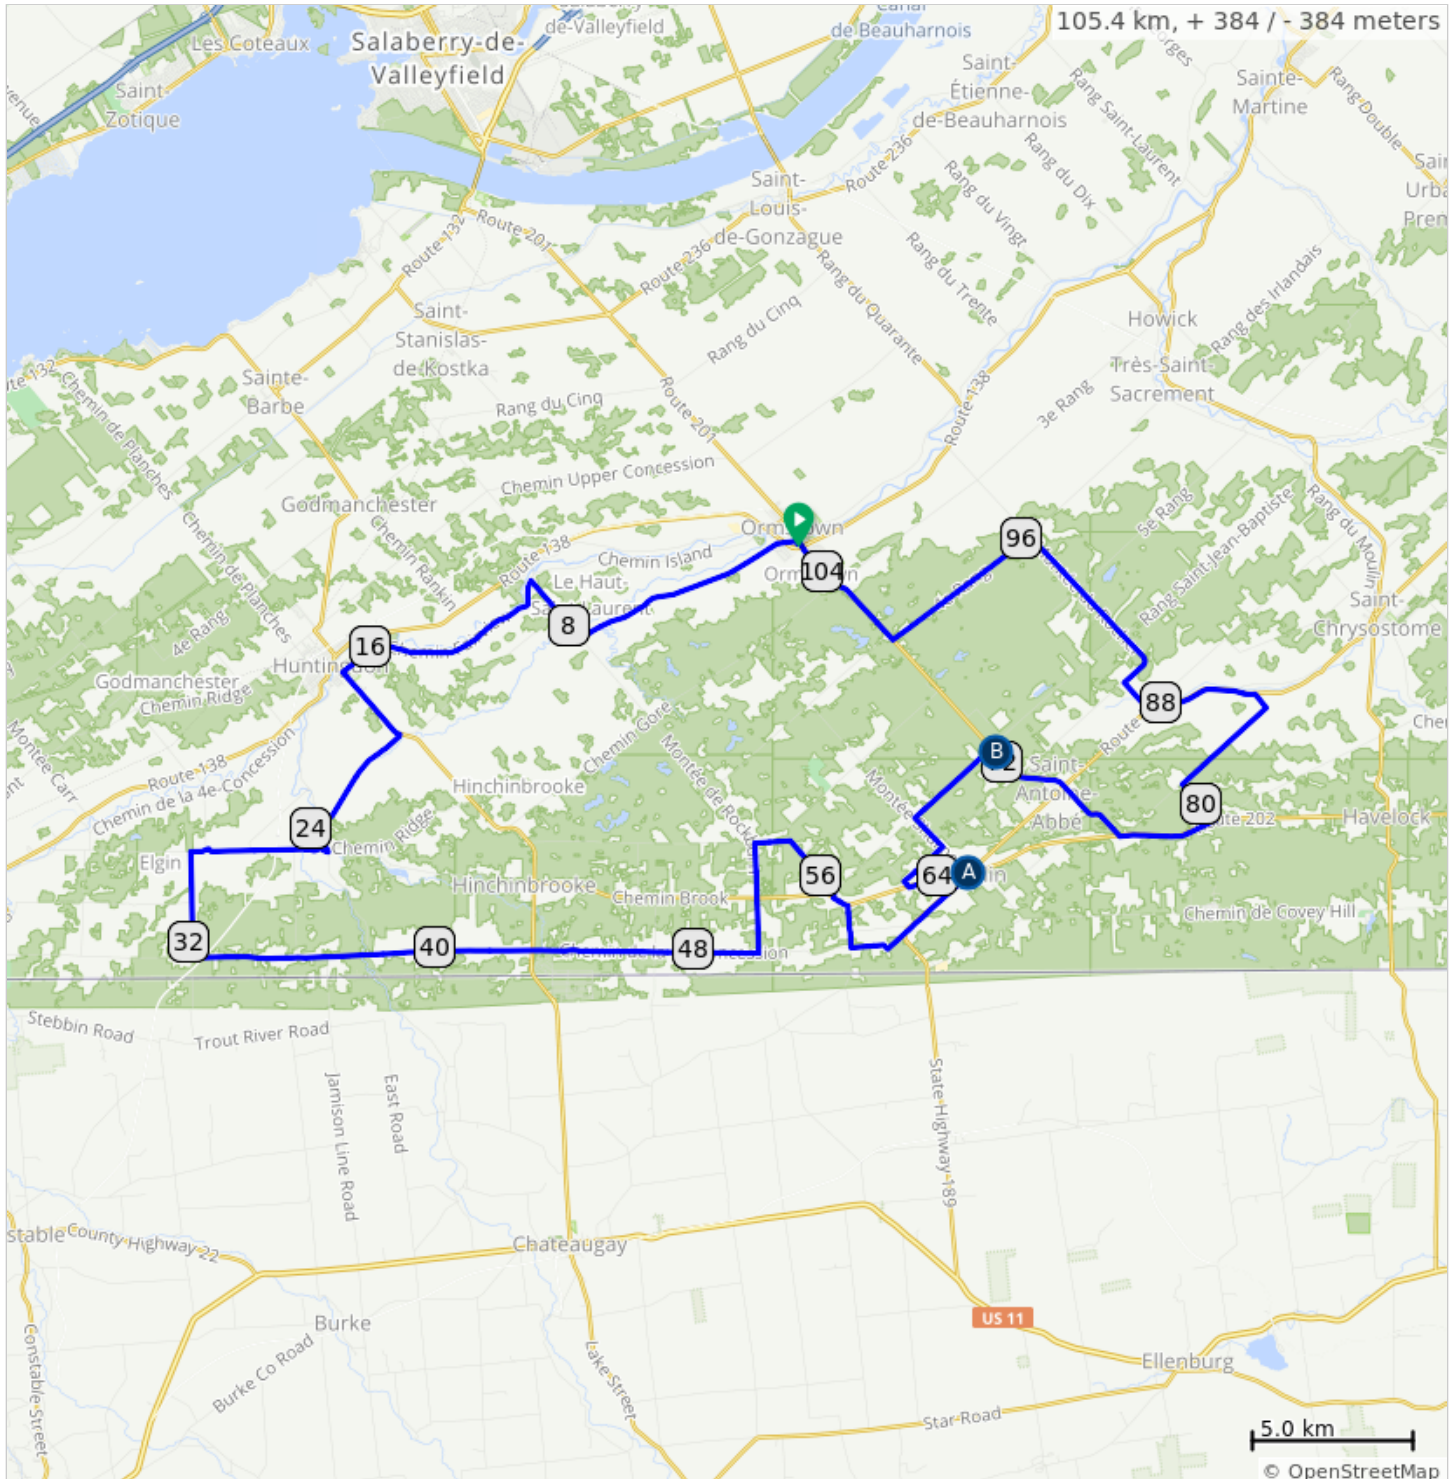 105.4 km, + 384 / - 384 meters
Les Coteaux
Salaberry-de-
Valleyfield
de-Valleyfield
Canal
de Beauharnois
Saint-
Zotique
Saint-
Étienne-
de-Beauharnois
Rang Saint-Laurent
Sainte-
Martine
Rang Double
Route 236
Rang du Dix
Saint-
Louis-
de-Gonzague
Rang du Vingt
Route 132
Route 201
Route 236
Rang du Trente
Rang du Quarante
Rang des Irlandais
Saint-
Stanislas-
de Kostka
Rang du Cinq
Howick
Très-Saint-
Sacrement
Sainte-
Barbe
Chemin de Planches
Rang du Cinq
Route 201
Route 138
3e Rang
Chemin Upper Concession
Godmanchester
Chemin de Planches
Chemin Rankin
Route 138
Chemin Island
96
5e Rang
Rang Saint-Jean-Baptiste
Rang du Moulin
104
Le Haut-
8
4e Rang
16
Saint-
Chrysostome
Godmanchester
Chemin Ridge
88
Montée Carr
Route 138
Chemin de la 4e-Concession
Chemin Gore
Montée de Rock
B
Hinchinbrooke
Saint-
Antoine-
Abbé
80
Havelock
24
Chemin Ridge
Elgin
56
64
A
Hinchinbrooke
Chemin Brook
Chemin de Covey Hill
32
40
48
Stebbin Road
Trout River Road
Jamison Line Road
East Road
State Highway 189
County Highway 22
Chateaugay
Constable Street
Burke
Burke Co Road
Lake Street
US 11
Ellenburg
Star Road
5.0 km
© OpenStreetMap